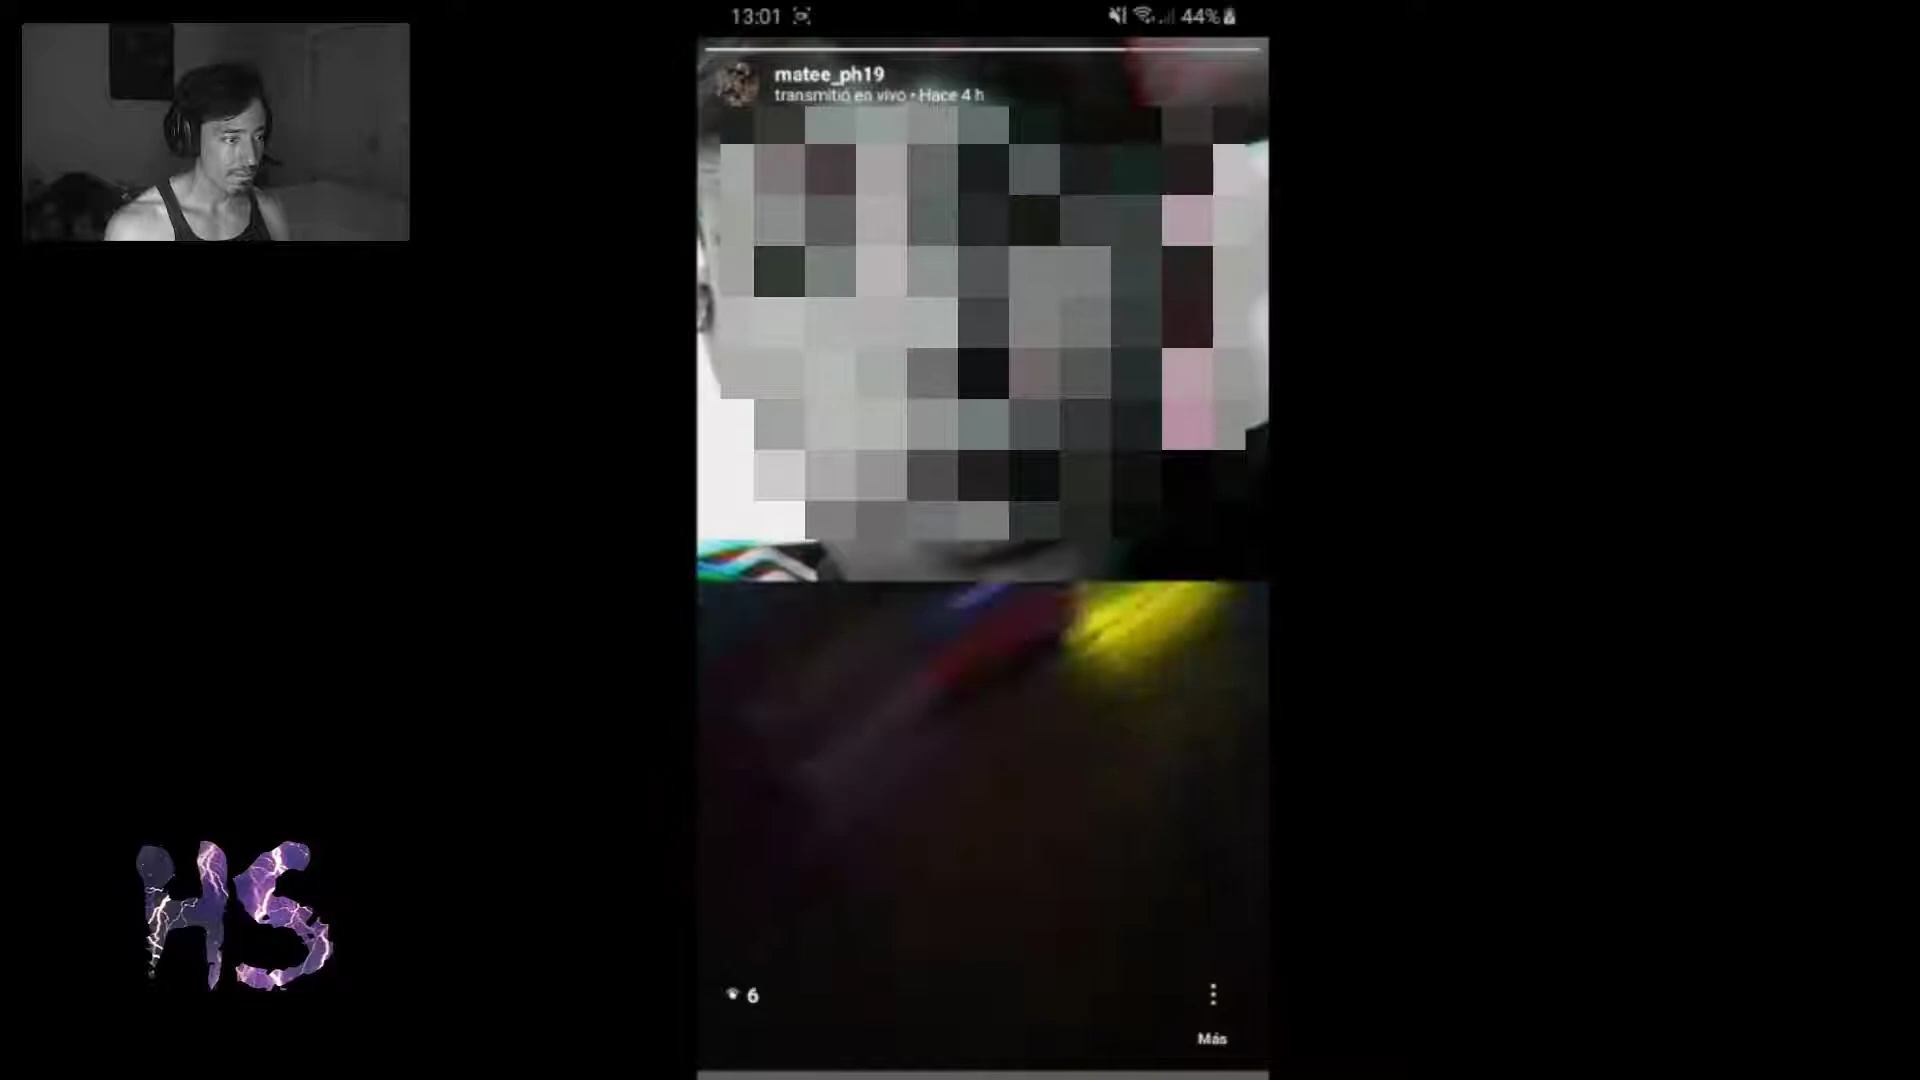 13:01
44%
matee_ph19
transmitió en vivo • Hace 4 h
6
Más
HS